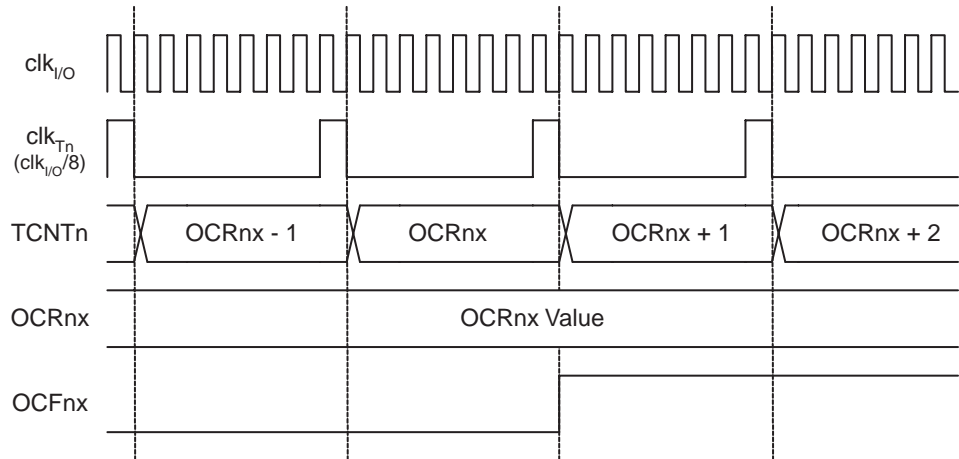 clkI/O
clkTn
(clkI/O/8)
TCNTn OCRnx - 1 OCRnx OCRnx + 1 OCRnx + 2
OCRnx OCRnx Value
OCFnx